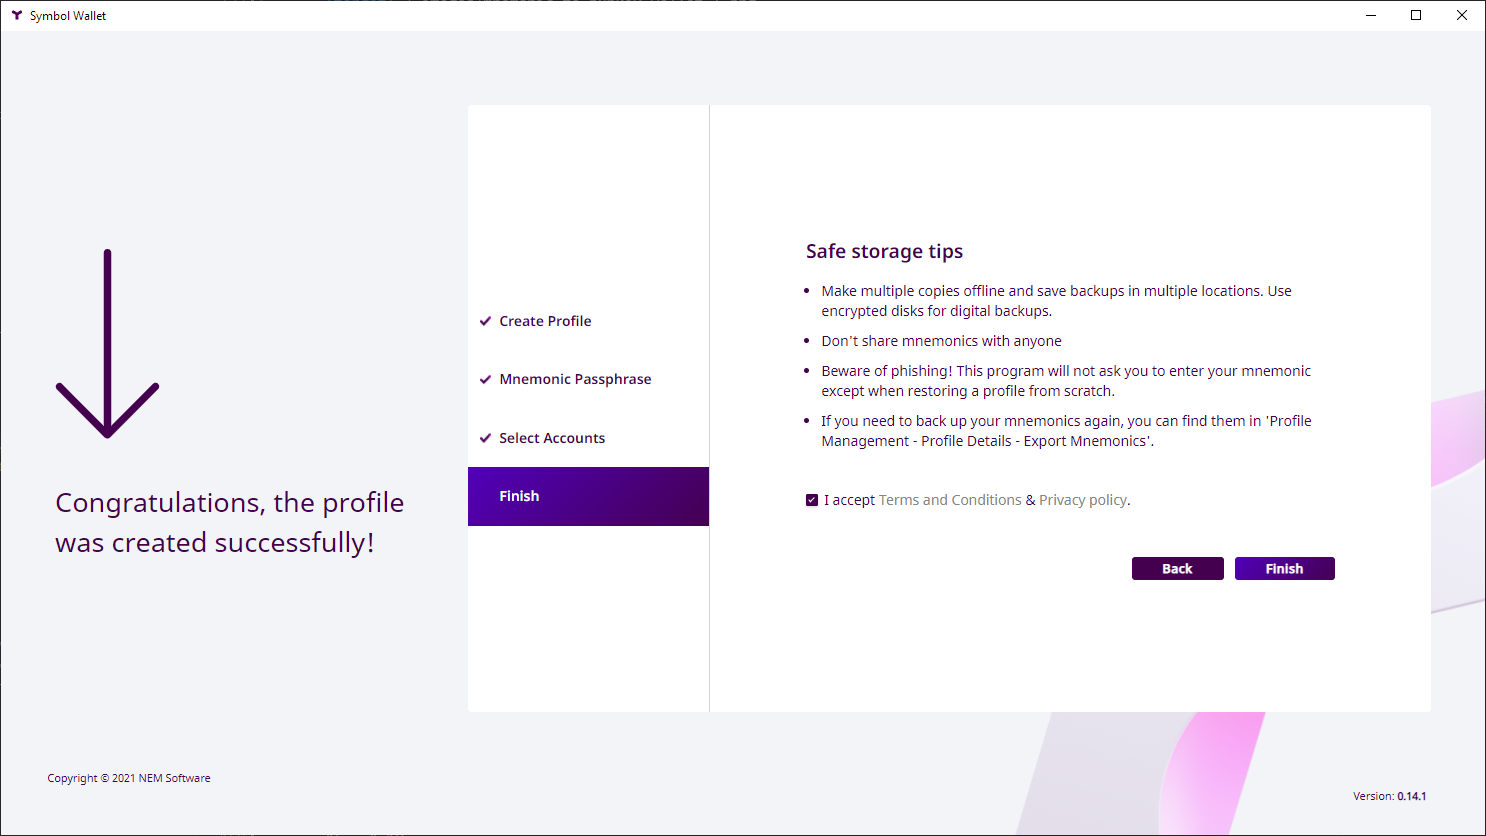 Symbol Wallet
Congratulations, the profile
was created successfully!
Create Profile
Mnemonic Passphrase
Select Accounts
Finish
Safe storage tips
Make multiple copies offline and save backups in multiple locations. Use
encrypted disks for digital backups.
Don't share mnemonics with anyone
Beware of phishing! This program will not ask you to enter your mnemonic
except when restoring a profile from scratch.
If you need to back up your mnemonics again, you can find them in 'Profile
Management - Profile Details - Export Mnemonics'.
I accept Terms and Conditions & Privacy policy.
Back Finish
Copyright © 2021 NEM Software
Version: 0.14.1